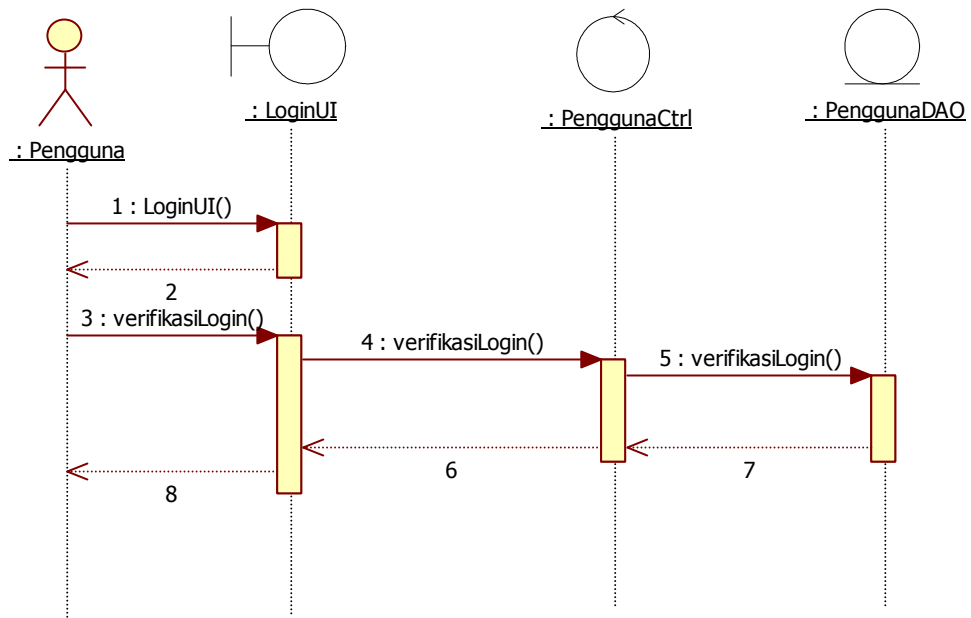 : LoginUI
: PenggunaCtrl
: PenggunaDAO
: Pengguna
1 : LoginUI()
2
3 : verifikasiLogin()
4 : verifikasiLogin()
5 : verifikasiLogin()
6
7
8